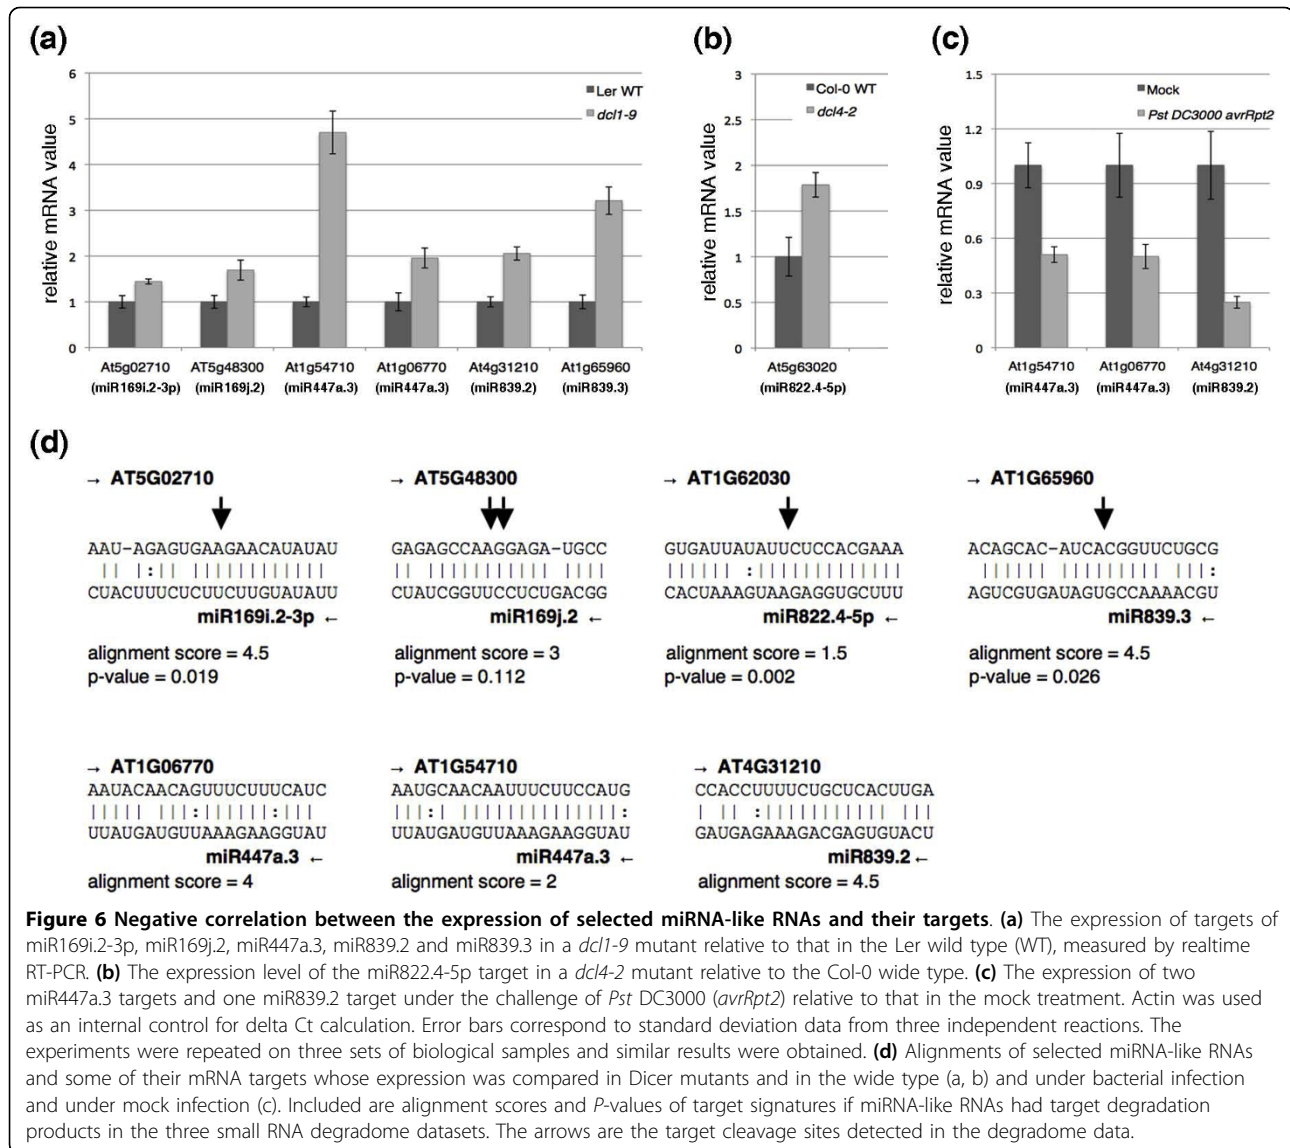 (a)
6
5
4
3
2
1
0
relative mRNA value
Ler WT
dcl1-9
At5g02710 AT5g48300 At1g54710 At1g06770 At4g31210 At1g65960
(miR169i.2-3p) (miR169j.2) (miR447a.3) (miR447a.3) (miR839.2) (miR839.3)
(b)
3
2.5
2
1.5
1
0.5
0
relative mRNA value
Col-0 WT
dcl4-2
At5g63020
(miR822.4-5p)
(c)
1.5
1.2
0.9
0.6
0.3
0
relative mRNA value
Mock
Pst DC3000 avrRpt2
At1g54710 At1g06770 At4g31210
(miR447a.3) (miR447a.3) (miR839.2)
(d)
→ AT5G02710
AAU-AGAGUGAAGAACAUAUAU
CUACUUUCUCUUCUUGUAUAUU
miR169i.2-3p ←
alignment score = 4.5
p-value = 0.019
→ AT5G48300
GAGAGCCAAGGAGA-UGCC
CUAUCGGUUCCUCUGACGG
miR169j.2 ←
alignment score = 3
p-value = 0.112
→ AT1G62030
GUGAUUAUAUUCUCCACGAAA
CACUAAAGUAAGAGGUGCUUU
miR822.4-5p ←
alignment score = 1.5
p-value = 0.002
→ AT1G65960
ACAGCAC-AUCACGGUUCUGCG
AGUCGUGAUAGUGCCAAAACGU
miR839.3 ←
alignment score = 4.5
p-value = 0.026
→ AT1G06770
AAUACAACAGUUUCUUUCAUC
UUAUGAUGUUAAAGAAGGUAU
miR447a.3 ←
alignment score = 4
→ AT1G54710
AAUGCAACAAUUUCUUCCAUG
UUAUGAUGUUAAAGAAGGUAU
miR447a.3 ←
alignment score = 2
→ AT4G31210
CCACCUUUUCUGCUCACUUGA
GAUGAGAAAGACGAGUGUACU
miR839.2 ←
alignment score = 4.5
Figure 6 Negative correlation between the expression of selected miRNA-like RNAs and their targets. (a) The expression of targets of
miR169i.2-3p, miR169j.2, miR447a.3, miR839.2 and miR839.3 in a dcl1-9 mutant relative to that in the Ler wild type (WT), measured by realtime
RT-PCR. (b) The expression level of the miR822.4-5p target in a dcl4-2 mutant relative to the Col-0 wide type. (c) The expression of two
miR447a.3 targets and one miR839.2 target under the challenge of Pst DC3000 (avrRpt2) relative to that in the mock treatment. Actin was used
as an internal control for delta Ct calculation. Error bars correspond to standard deviation data from three independent reactions. The
experiments were repeated on three sets of biological samples and similar results were obtained. (d) Alignments of selected miRNA-like RNAs
and some of their mRNA targets whose expression was compared in Dicer mutants and in the wide type (a, b) and under bacterial infection
and under mock infection (c). Included are alignment scores and P-values of target signatures if miRNA-like RNAs had target degradation
products in the three small RNA degradome datasets. The arrows are the target cleavage sites detected in the degradome data.